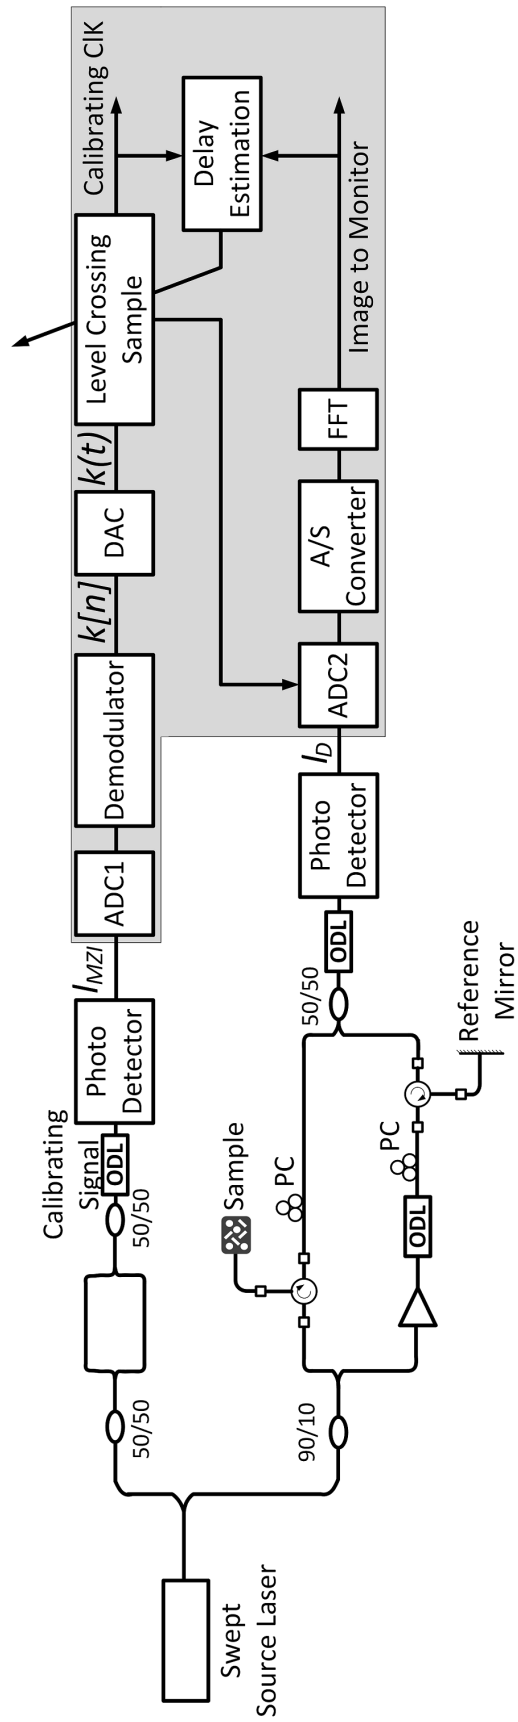 Swept
Source Laser
50/50
Calibrating
Signal
50/50
ODL
Photo
Detector
I_MZI
ADC1
Demodulator
k[n]
DAC
k(t)
Level Crossing
Sample
Calibrating ClK
Delay
Estimation
90/10
Sample
PC
ODL
PC
Reference
Mirror
50/50
ODL
Photo
Detector
I_D
ADC2
A/S
Converter
FFT
Image to Monitor